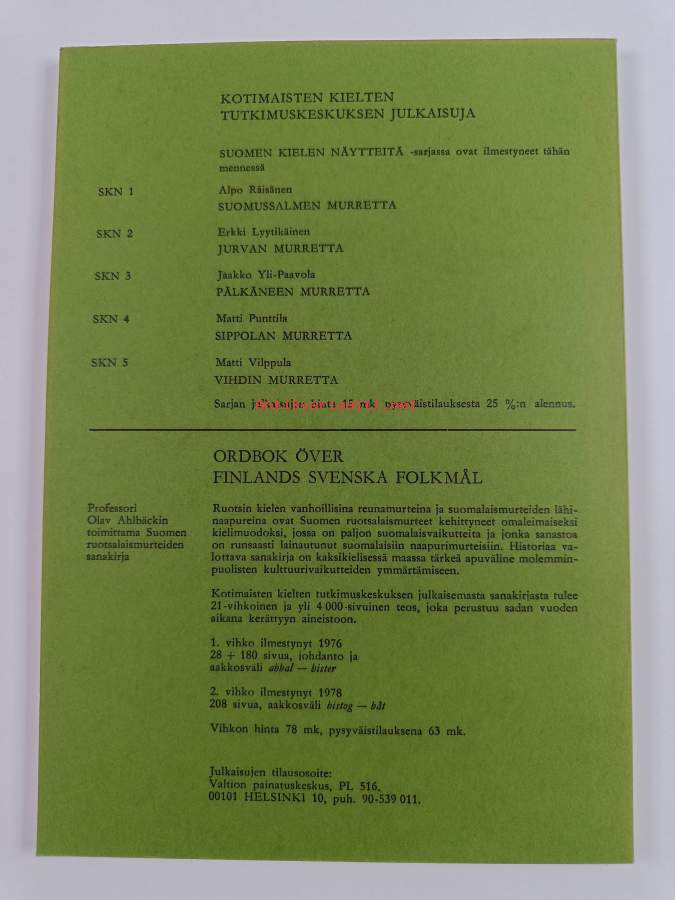 KOTIMAISTEN KIELTEN
TUTKIMUSKESKUKSEN JULKAISUJA
SUOMEN KIELEN NÄYTTEITÄ -sarjassa ovat ilmestyneet tähän
mennessä
SKN 1
Alpo Räisänen
SUOMUSSALMEN MURRETTA
SKN 2
Erkki Lyytikäinen
JURVAN MURRETTA
SKN 3
Jaakko Yli-Paavola
PÄLKÄNEEN MURRETTA
SKN 4
Matti Punttila
SIPPOLAN MURRETTA
SKN 5
Matti Vilppula
VIHDIN MURRETTA
Sarjan julkaisujen hinta 15 mk, pysyväistilauksesta 25 %:n alennus.
ORDBOK ÖVER
FINLANDS SVENSKA FOLKMÅL
Professori
Olav Ahlbäckin
toimittama Suomen
ruotsalaismurteiden
sanakirja
Ruotsin kielen vanhoillisina reunamurteina ja suomalaismurteiden lähi-
naapureina ovat Suomen ruotsalaismurteet kehittyneet omaleimaiseksi
kielimuodoksi, jossa on paljon suomalaisvaikutteita ja jonka sanastoa
on runsaasti lainautunut suomalaisiin naapurimurteisiin. Historiaa va-
lottava sanakirja on kaksikielisessä maassa tärkeä apuväline molemmin-
puolisten kulttuurivaikutteiden ymmärtämiseen.
Kotimaisten kielten tutkimuskeskuksen julkaisemasta sanakirjasta tulee
21-vihkoinen ja yli 4 000-sivuinen teos, joka perustuu sadan vuoden
aikana kerättyyn aineistoon.
1. vihko ilmestynyt 1976
28 + 180 sivua, johdanto ja
aakkosväli abbal — bister
2. vihko ilmestynyt 1978
208 sivua, aakkosväli bistog — båt
Vihkon hinta 78 mk, pysyväistilauksena 63 mk.
Julkaisujen tilausosoite:
Valtion painatuskeskus, PL 516,
00101 HELSINKI 10, puh. 90-539 011.